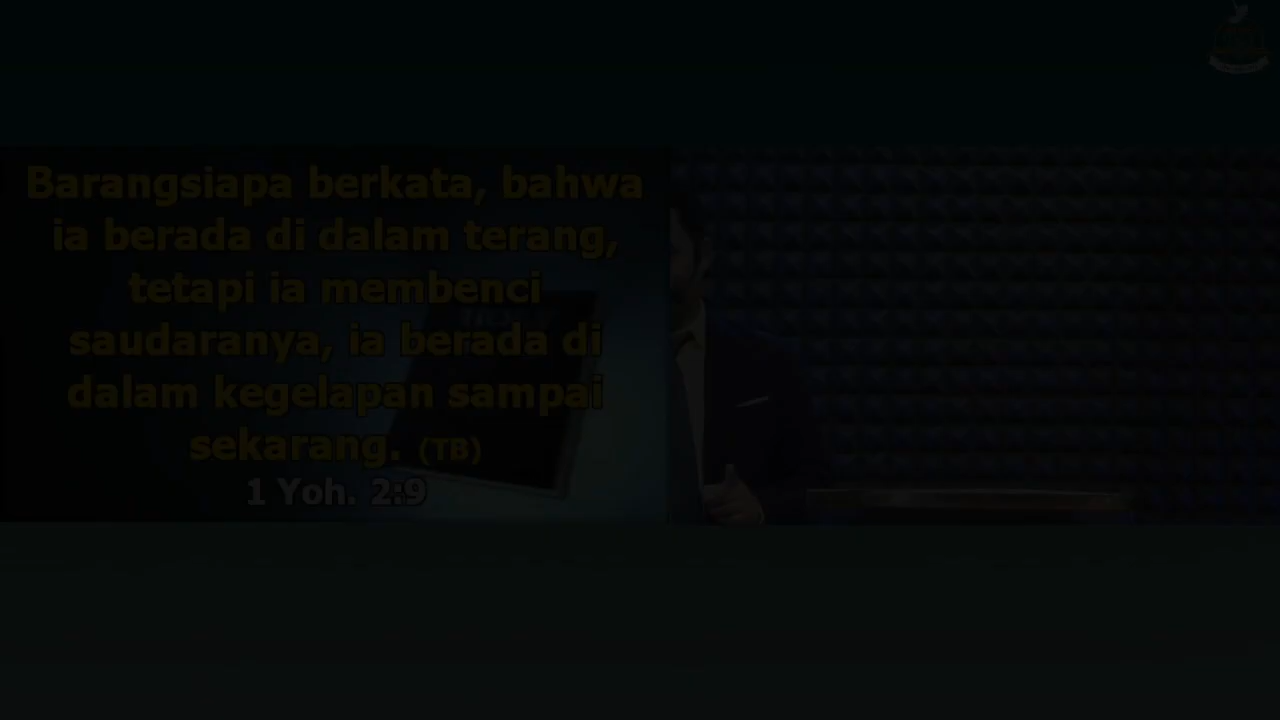 Barangsiapa berkata, bahwa
ia berada di dalam terang,
tetapi ia membenci
saudaranya, ia berada di
dalam kegelapan sampai
sekarang. (TB)
1 Yoh. 2:9